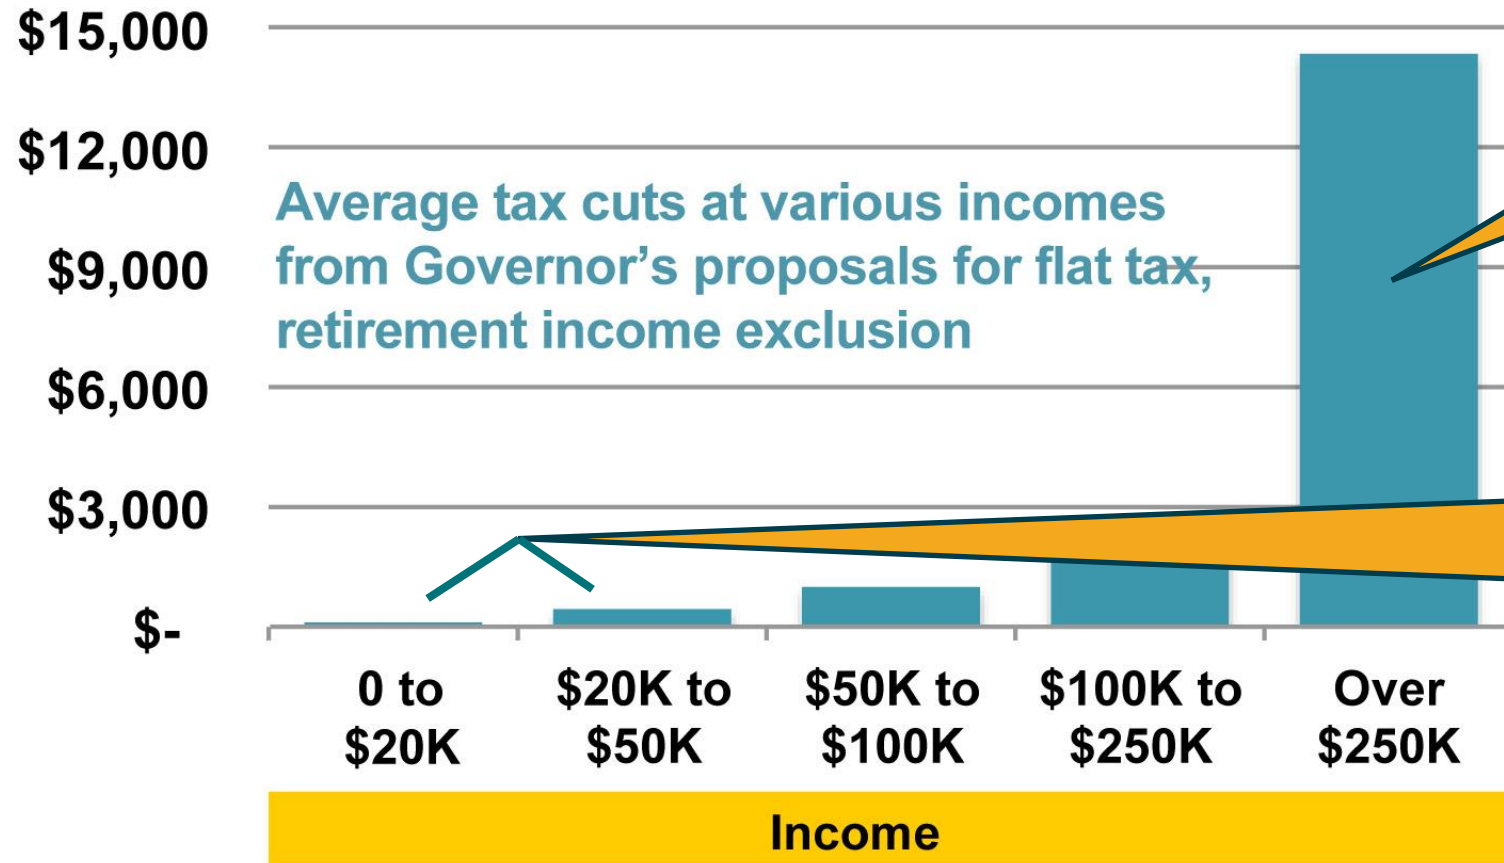 $15,000
$12,000
Average tax cuts at various incomes
from Governor’s proposals for flat tax,
retirement income exclusion
$9,000
$6,000
$3,000
$-
0 to
$20K
$20K to
$50K
$50K to
$100K
$100K to
$250K
Over
$250K
Income